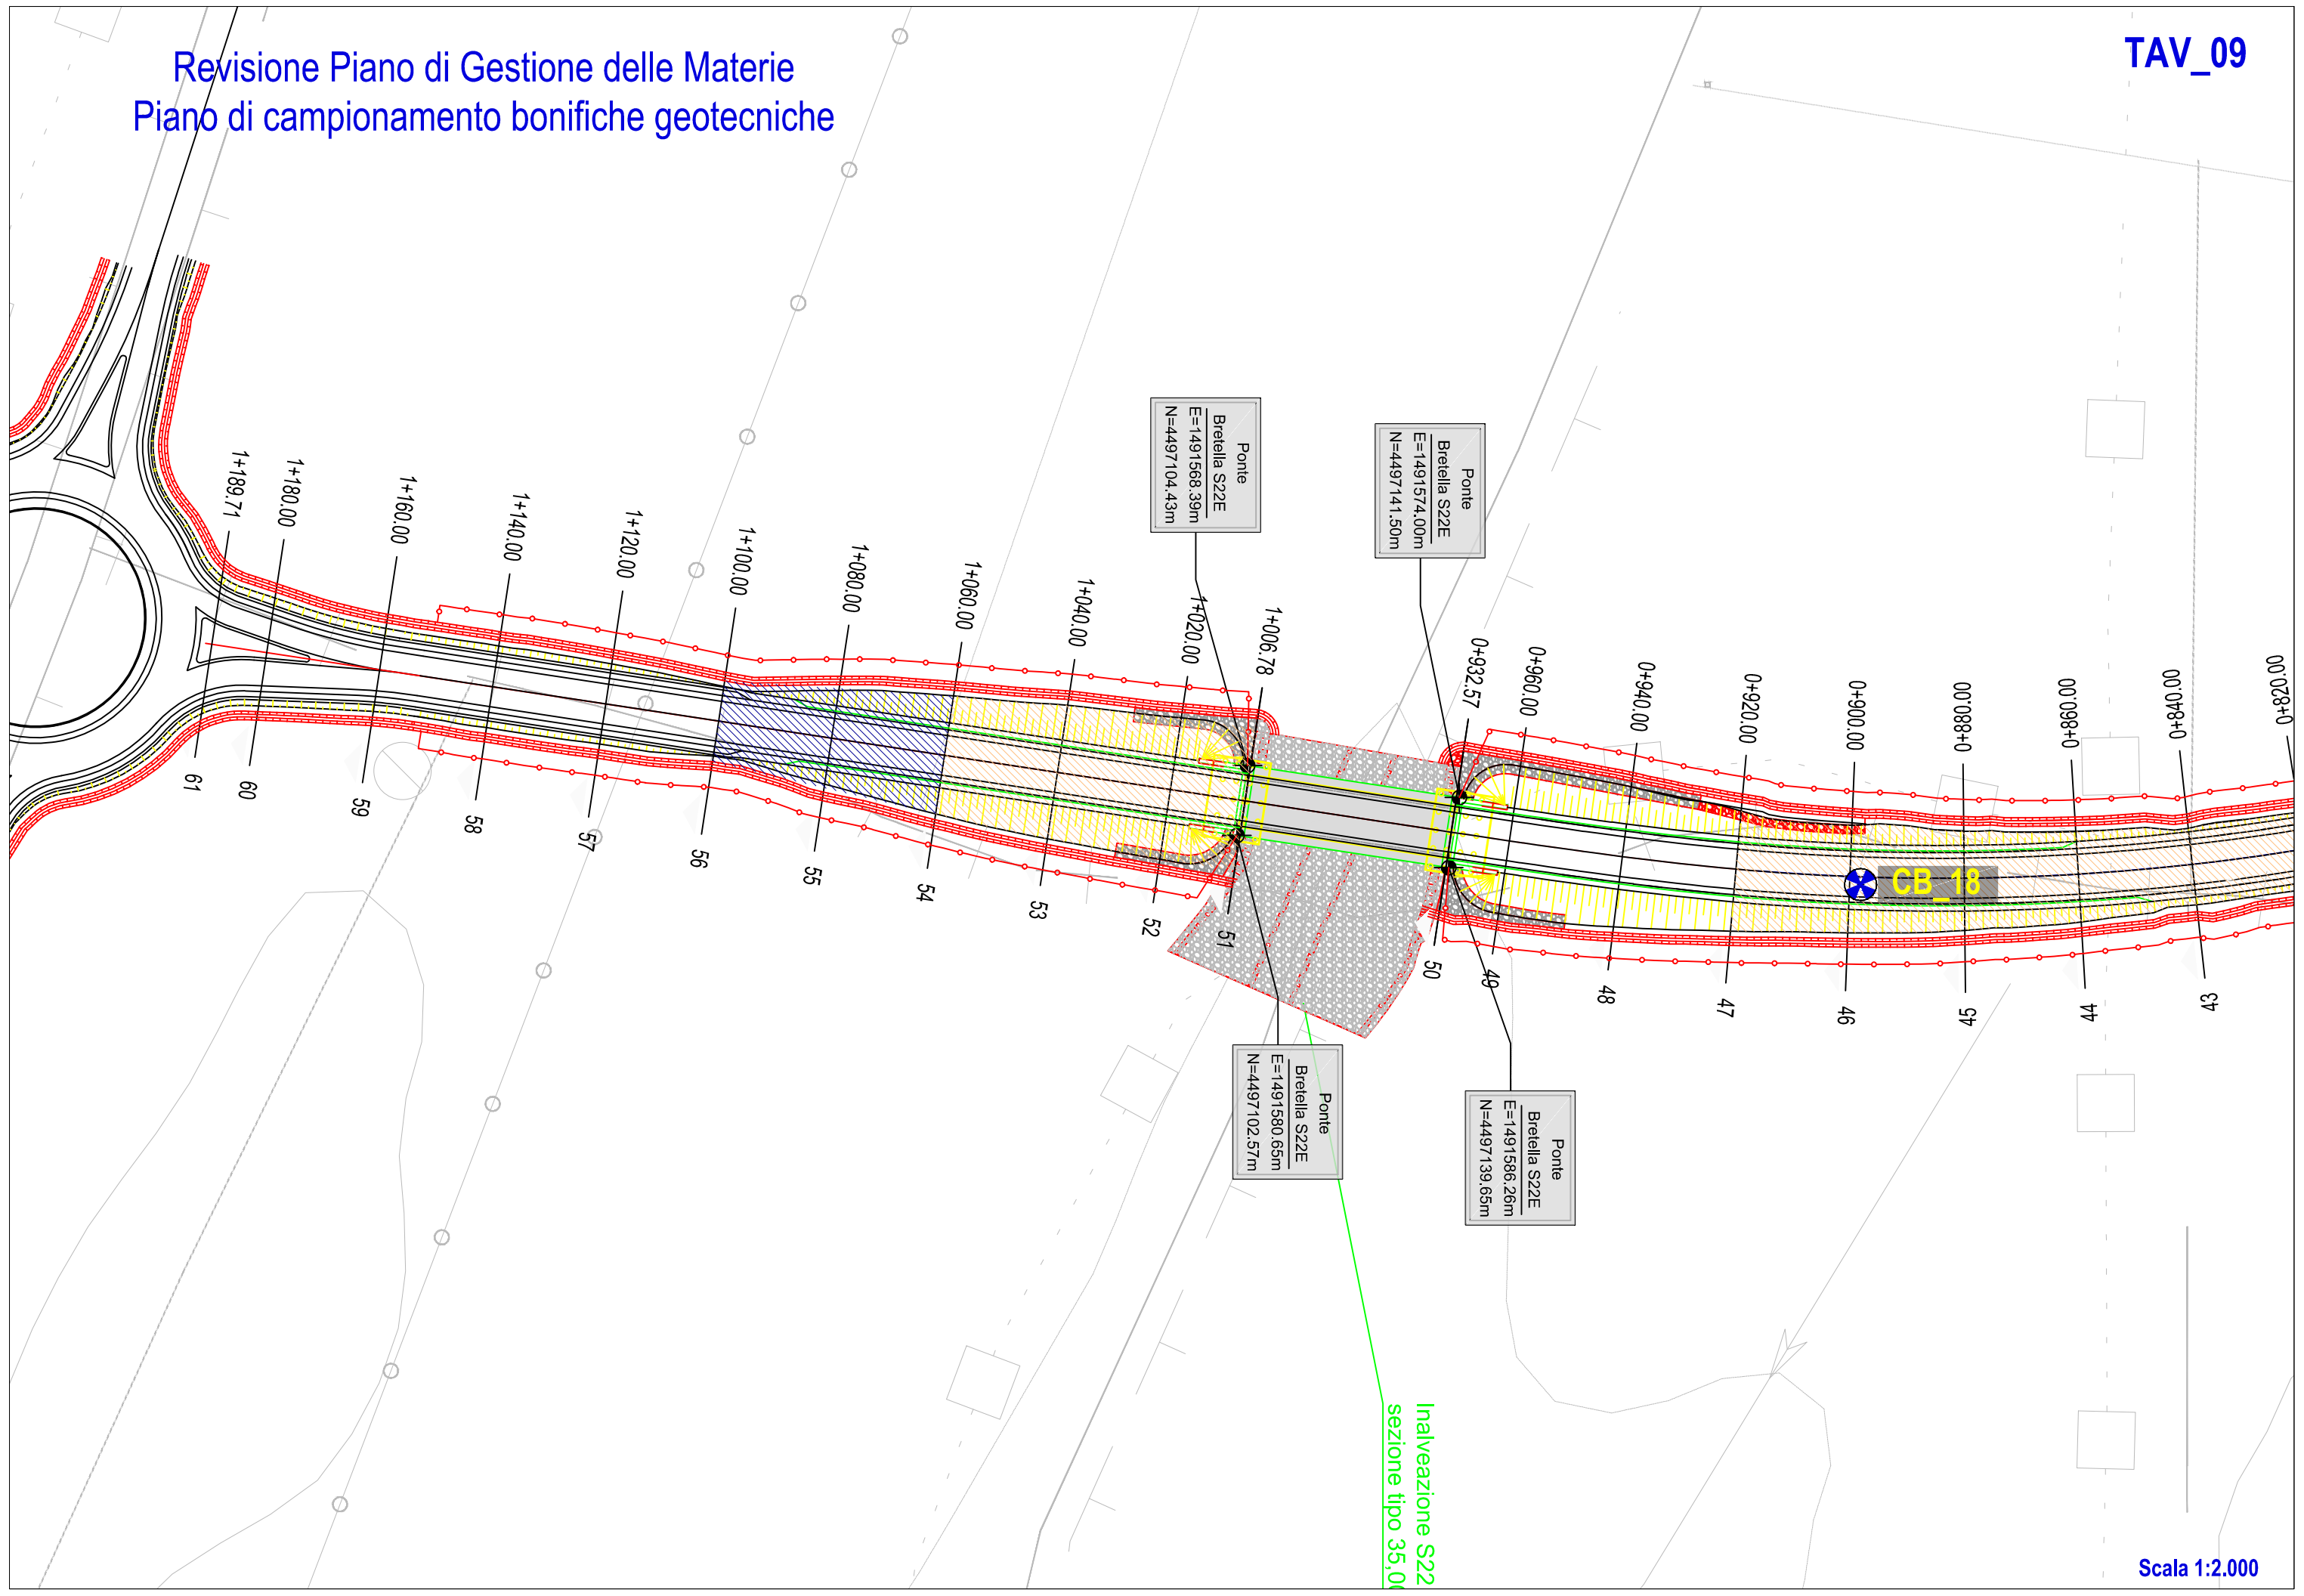 Revisione Piano di Gestione delle Materie
Piano di campionamento bonifiche geotecniche
TAV_09
Ponte
Bretella S22E
E=1491568.39m
N=4497104.43m
Ponte
Bretella S22E
E=1491574.00m
N=4497141.50m
1+189.71
1+180.00
1+160.00
1+140.00
1+120.00
1+100.00
1+080.00
1+060.00
1+040.00
1+020.00
1+006.78
0+932.57
0+960.00
0+940.00
0+920.00
0+900.00
0+880.00
0+860.00
0+840.00
0+820.00
CB_18
61
60
59
58
57
56
55
54
53
52
51
50
49
48
47
46
45
44
43
Ponte
Bretella S22E
E=1491580.65m
N=4497102.57m
Ponte
Bretella S22E
E=1491586.26m
N=4497139.65m
Inalveazione S22
sezione tipo 35,00
Scala 1:2.000